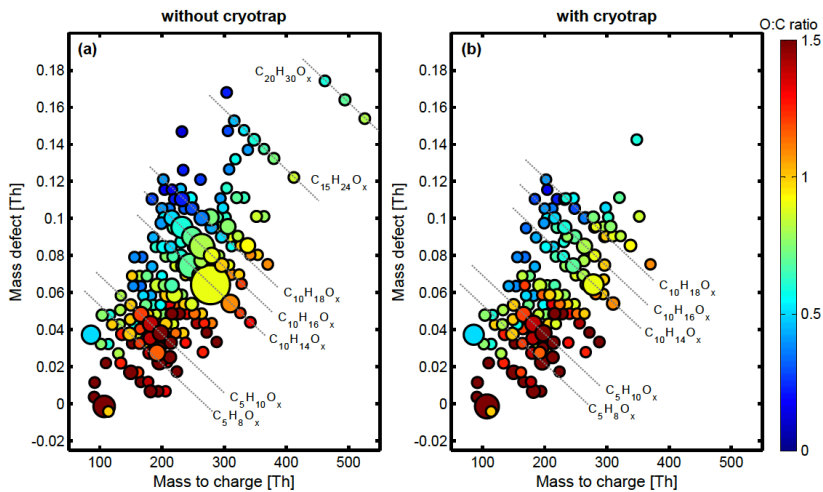 without cryotrap
with cryotrap
O:C ratio
(a)
(b)
1.5
1
0.5
0
Mass defect [Th]
0.18
0.16
0.14
0.12
0.1
0.08
0.06
0.04
0.02
0
-0.02
C₂₀H₃₀Oₓ
C₁₅H₂₄Oₓ
C₁₀H₁₈Oₓ
C₁₀H₁₆Oₓ
C₁₀H₁₄Oₓ
C₅H₁₀Oₓ
C₅H₈Oₓ
100 200 300 400 500
Mass to charge [Th]
Mass defect [Th]
0.18
0.16
0.14
0.12
0.1
0.08
0.06
0.04
0.02
0
-0.02
C₁₀H₁₈Oₓ
C₁₀H₁₆Oₓ
C₁₀H₁₄Oₓ
C₅H₁₀Oₓ
C₅H₈Oₓ
100 200 300 400 500
Mass to charge [Th]